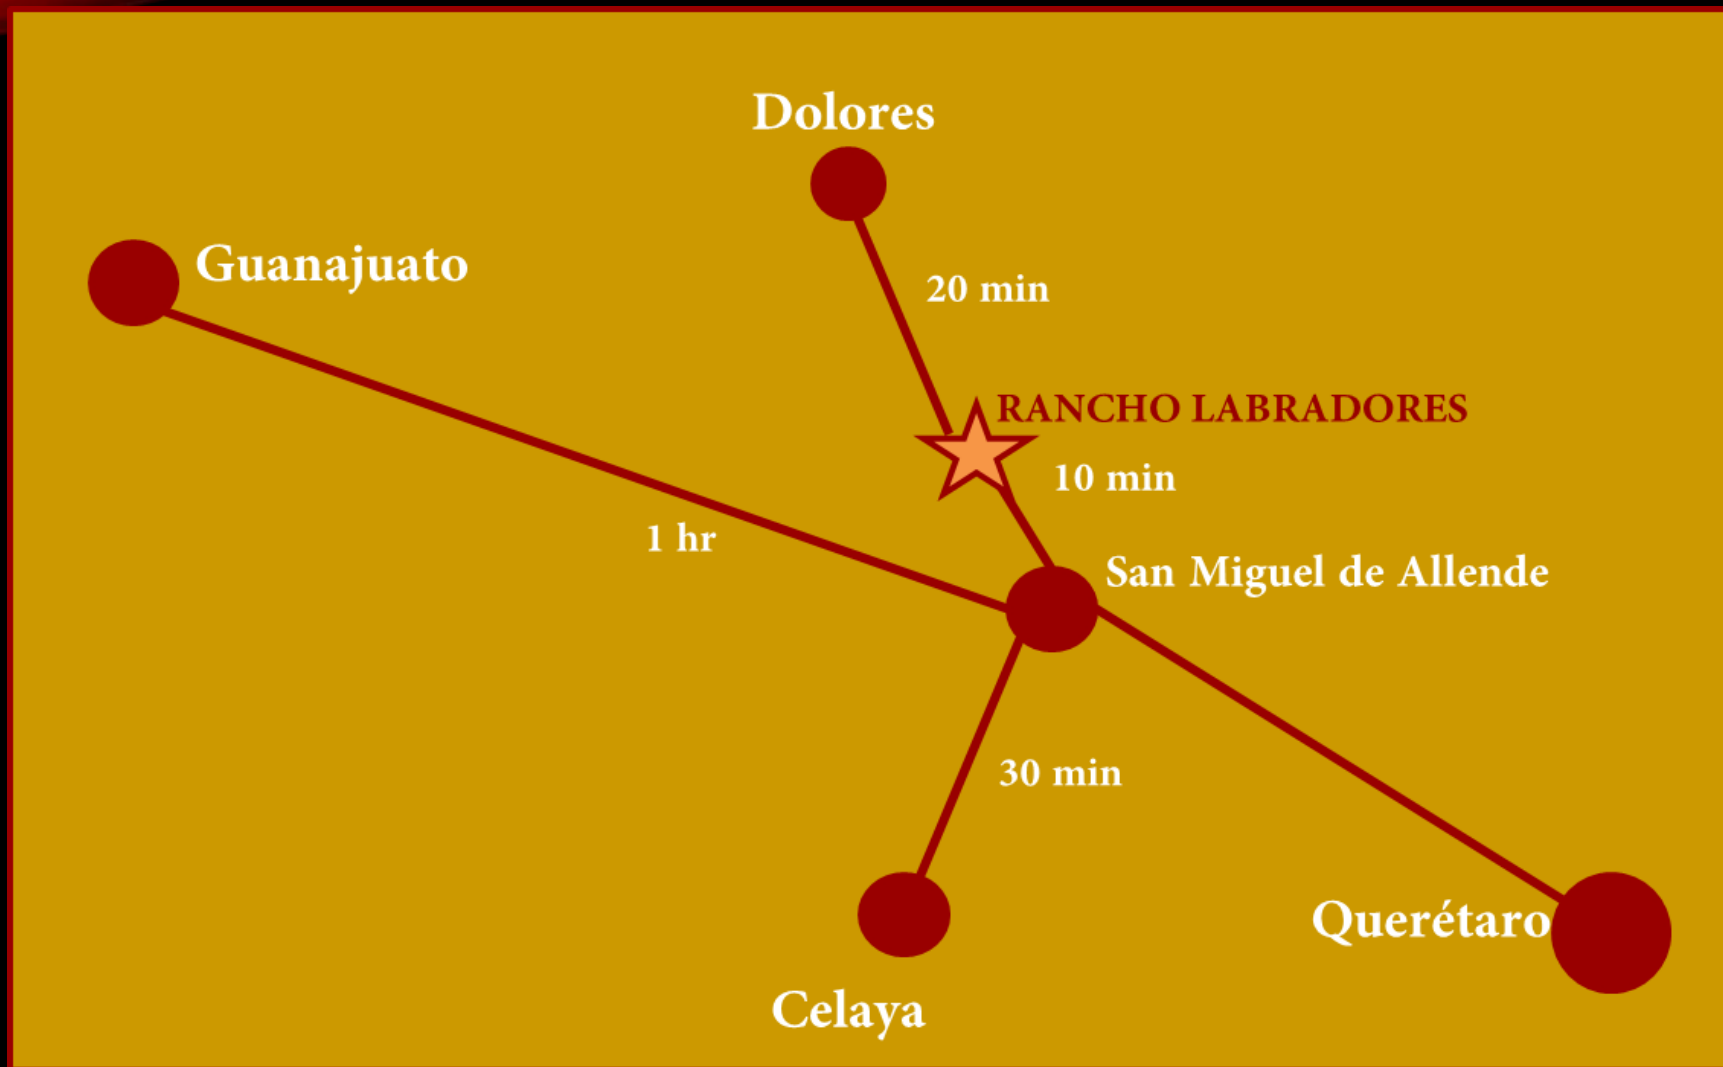 Dolores
Guanajuato
20 min
RANCHO LABRADORES
10 min
1 hr
San Miguel de Allende
30 min
Querétaro
Celaya